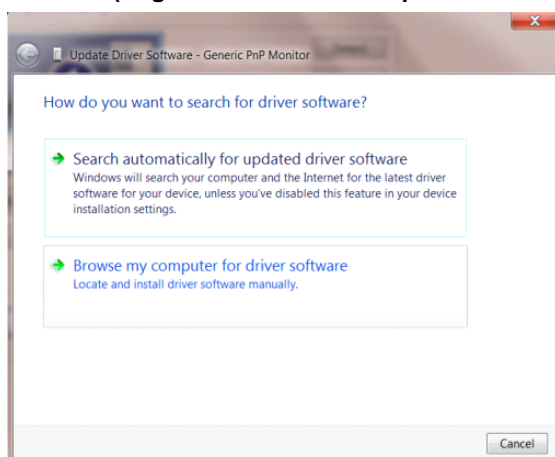 Update Driver Software - Generic PnP Monitor
How do you want to search for driver software?
Search automatically for updated driver software
Windows will search your computer and the Internet for the latest driver
software for your device, unless you've disabled this feature in your device
installation settings.
Browse my computer for driver software
Locate and install driver software manually.
Cancel